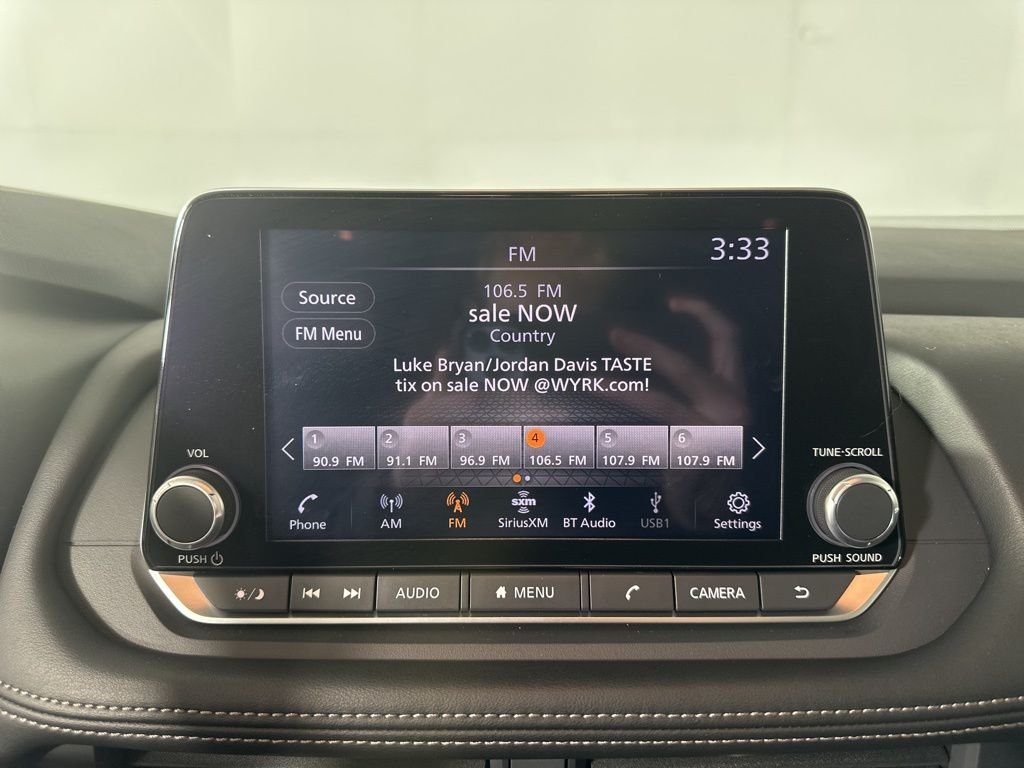 FM
3:33
Source
106.5 FM
sale NOW
FM Menu
Country
Luke Bryan/Jordan Davis TASTE
tix on sale NOW @WYRK.com!
1 2 3 4 5 6
90.9 FM 91.1 FM 96.9 FM 106.5 FM 107.9 FM 107.9 FM
VOL
TUNE·SCROLL
Phone AM FM SiriusXM BT Audio USB1 Settings
sxm
PUSH
PUSH SOUND
AUDIO MENU CAMERA